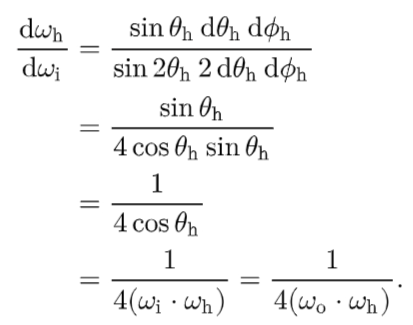 dω_h/dω_i = sin θ_h dθ_h dϕ_h / sin 2θ_h 2 dθ_h dϕ_h
= sin θ_h / 4 cos θ_h sin θ_h
= 1 / 4 cos θ_h
= 1 / 4(ω_i · ω_h) = 1 / 4(ω_o · ω_h).